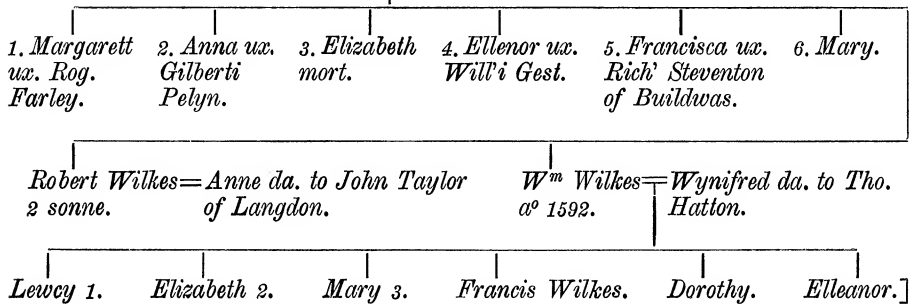 1. Margarett ux. Rog. Farley.
2. Anna ux. Gilberti Pelyn.
3. Elizabeth mort.
4. Ellenor ux. Will'i Gest.
5. Francisca ux. Rich' Steventon of Buildwas.
6. Mary.
Robert Wilkes = Anne da. to John Taylor
2 sonne. of Langdon.
Wᵐ Wilkes = Wynifred da. to Tho.
aº 1592. Hatton.
Lewcy 1. Elizabeth 2. Mary 3. Francis Wilkes. Dorothy. Elleanor.]